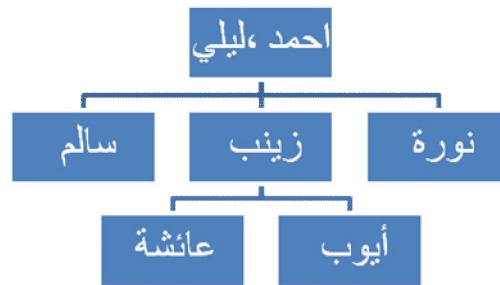 احمد ،ليلي
نورة
زينب
سالم
أيوب
عائشة